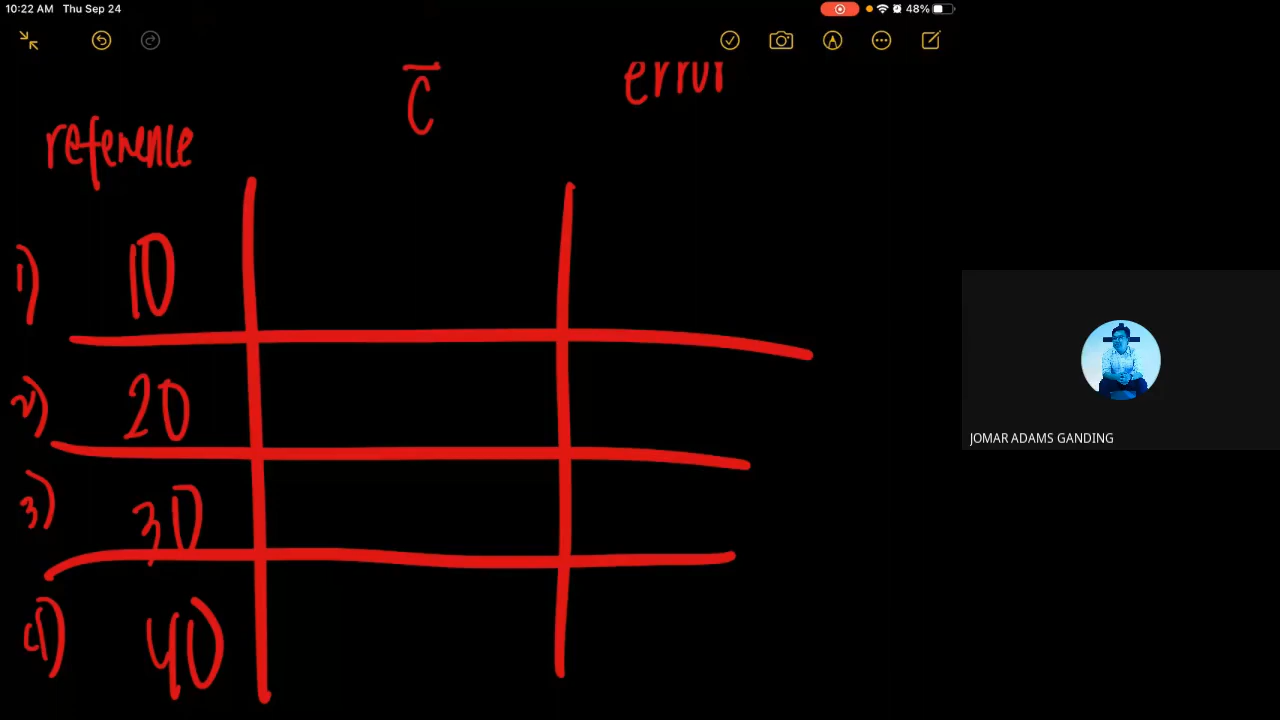 10:22 AM Thu Sep 24
48%
C̅ error
reference
1) 10
2) 20
3) 30
4) 40
JOMAR ADAMS GANDING